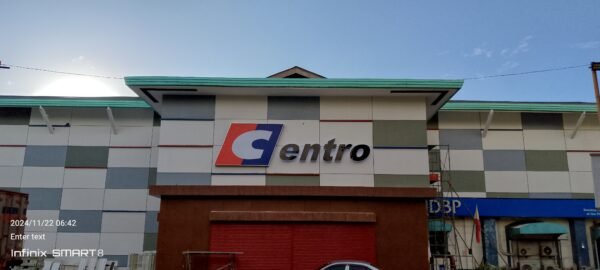 Centro
DBP
2024/11/22 06:42
Enter text
Infinix SMART 8